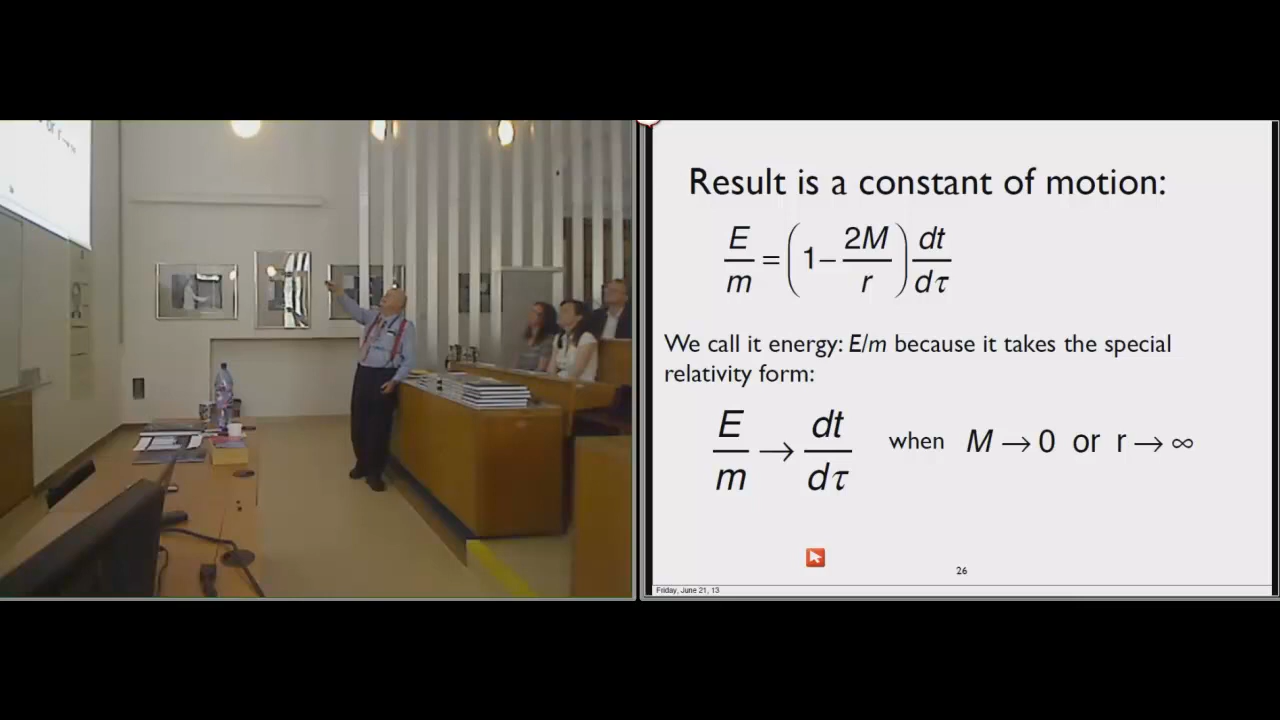 Result is a constant of motion:
E/m = (1 − 2M/r) dt/dτ
We call it energy: E/m because it takes the special
relativity form:
E/m → dt/dτ when M → 0 or r → ∞
26
Friday, June 21, 13